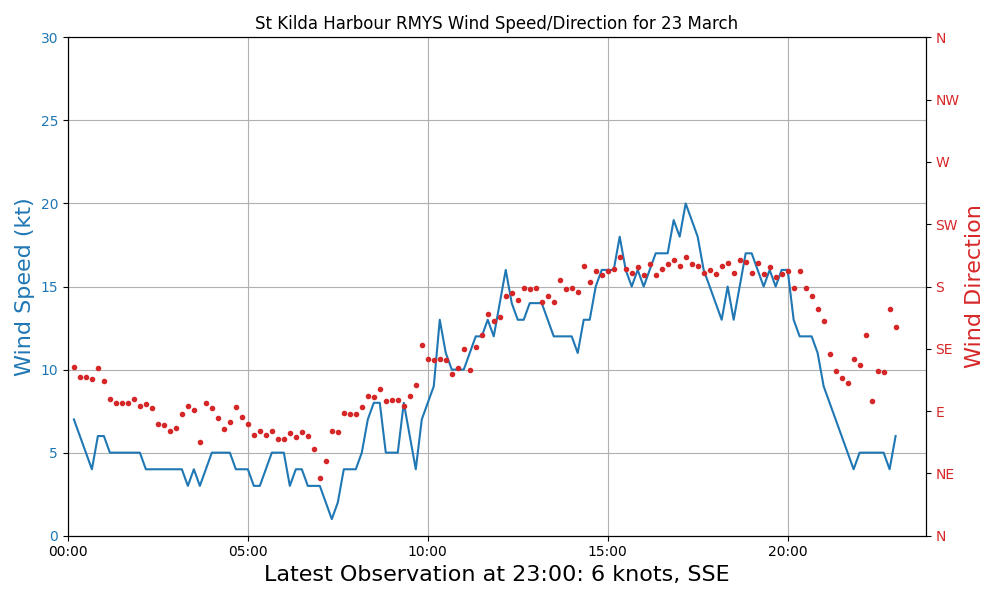 St Kilda Harbour RMYS Wind Speed/Direction for 23 March
Wind Speed (kt)
30
25
20
15
10
5
0
00:00
05:00
10:00
15:00
20:00
N
NW
W
SW
S
SE
E
NE
N
Wind Direction
Latest Observation at 23:00: 6 knots, SSE